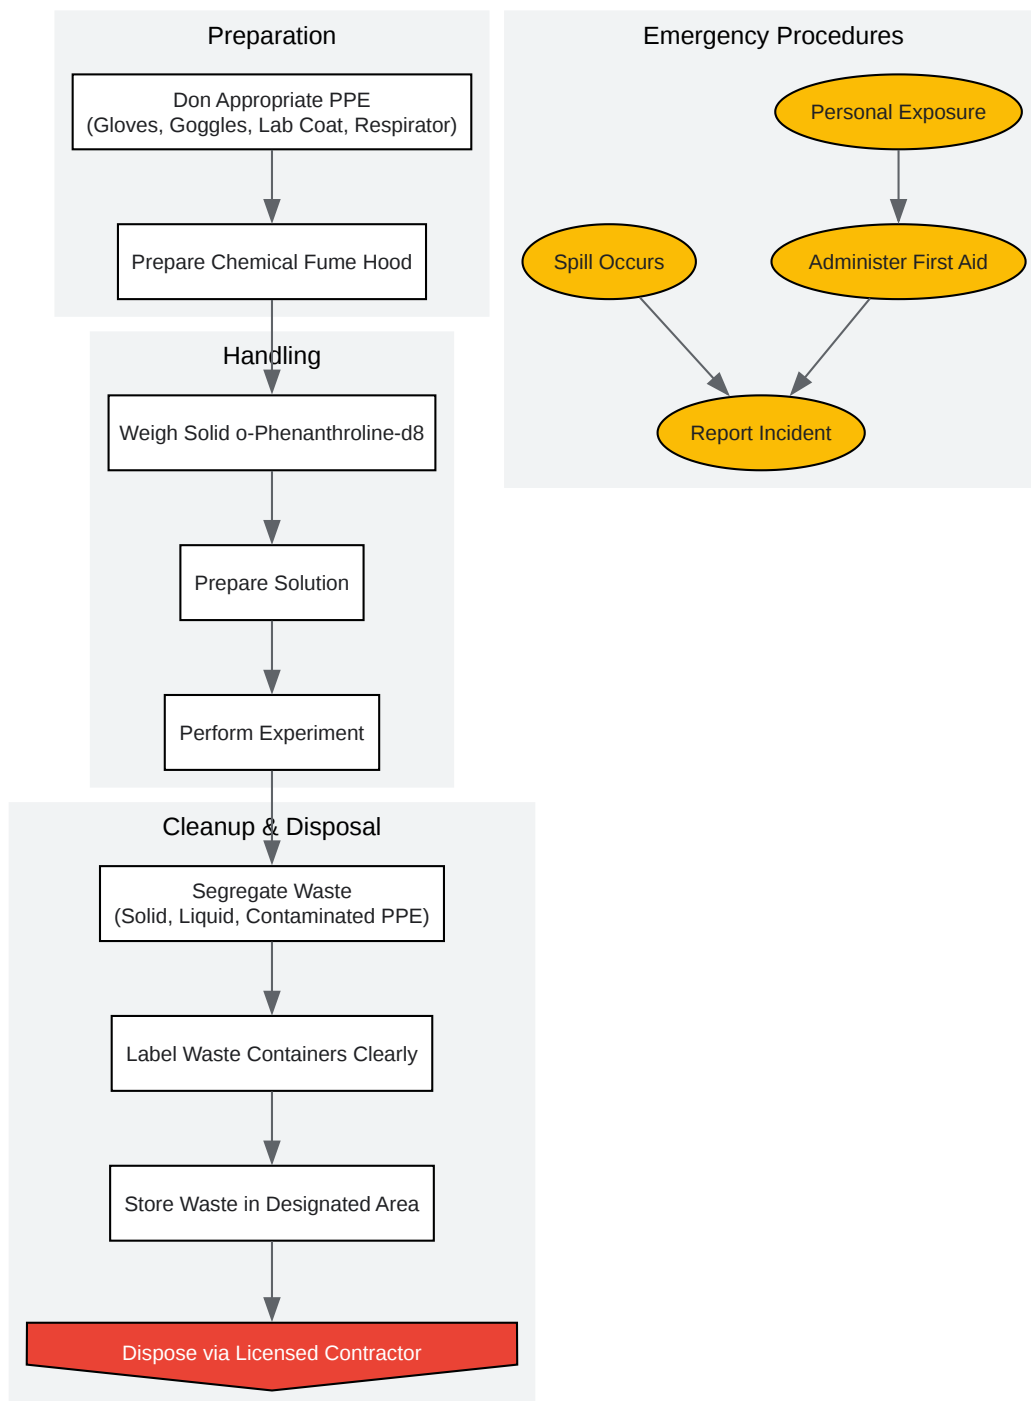 Preparation
Don Appropriate PPE
(Gloves, Goggles, Lab Coat, Respirator)
Prepare Chemical Fume Hood
Handling
Weigh Solid o-Phenanthroline-d8
Prepare Solution
Perform Experiment
Cleanup & Disposal
Segregate Waste
(Solid, Liquid, Contaminated PPE)
Label Waste Containers Clearly
Store Waste in Designated Area
Dispose via Licensed Contractor
Emergency Procedures
Personal Exposure
Spill Occurs
Administer First Aid
Report Incident